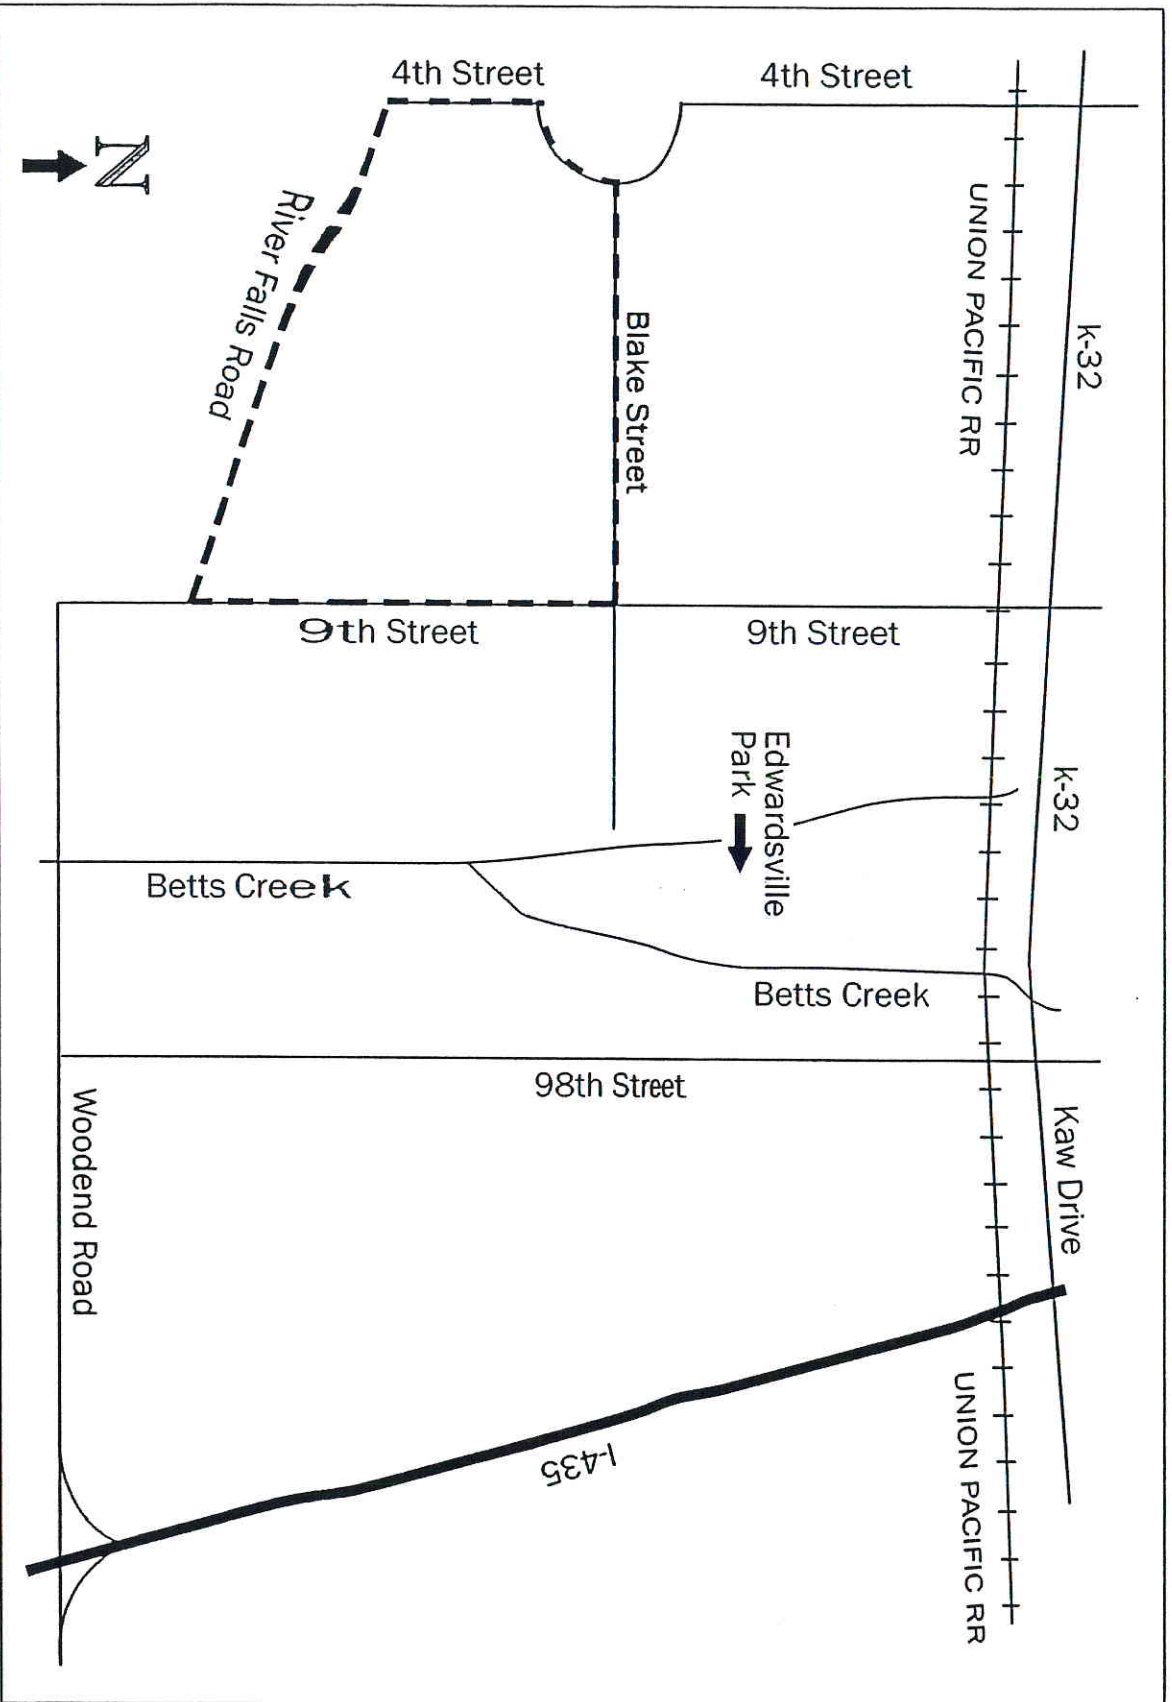 4th Street
4th Street
N
River Falls Road
Blake Street
UNION PACIFIC RR
k-32
9th Street
9th Street
Edwardsville
Park
k-32
Betts Creek
Betts Creek
98th Street
Woodend Road
Kaw Drive
I-435
UNION PACIFIC RR